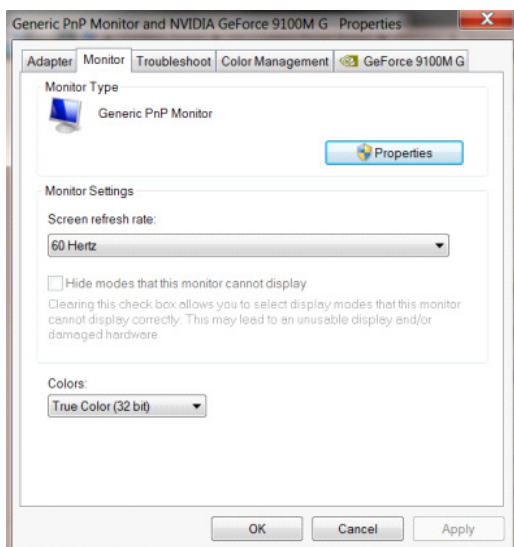 Generic PnP Monitor and NVIDIA GeForce 9100M G Properties
X
Adapter Monitor Troubleshoot Color Management GeForce 9100M G
Monitor Type
Generic PnP Monitor
Properties
Monitor Settings
Screen refresh rate:
60 Hertz
Hide modes that this monitor cannot display
Clearing this check box allows you to select display modes that this monitor
cannot display correctly. This may lead to an unusable display and/or
damaged hardware.
Colors:
True Color (32 bit)
OK Cancel Apply